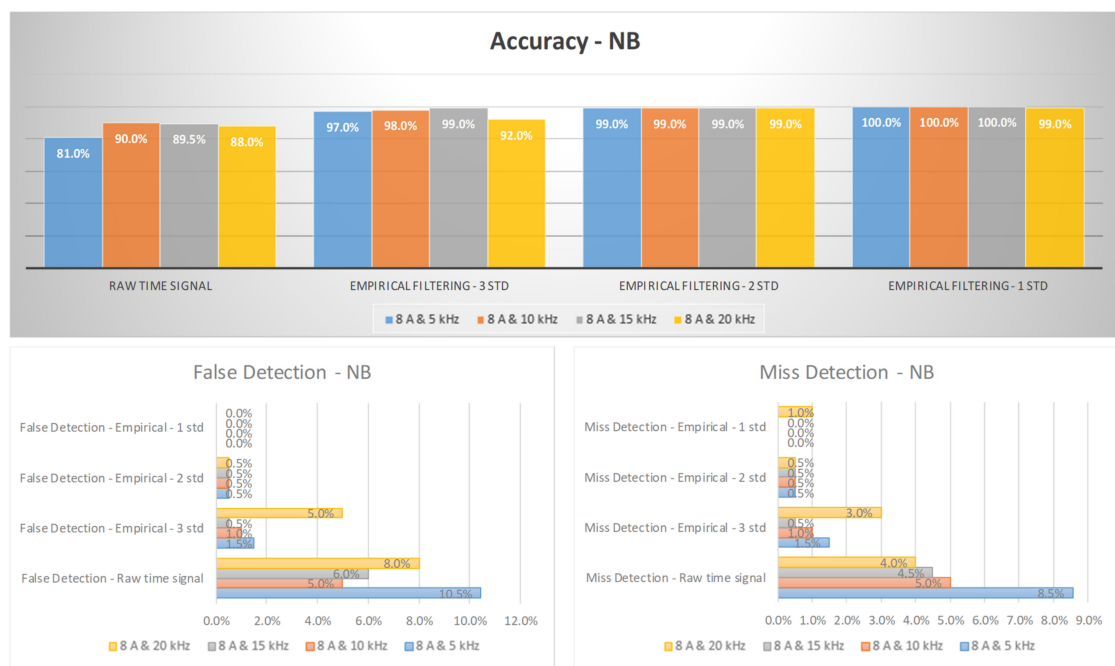 Accuracy - NB
81.0% 90.0% 89.5% 88.0% 97.0% 98.0% 99.0% 92.0% 99.0% 99.0% 99.0% 99.0% 100.0% 100.0% 100.0% 99.0%
RAW TIME SIGNAL EMPIRICAL FILTERING - 3 STD EMPIRICAL FILTERING - 2 STD EMPIRICAL FILTERING - 1 STD
8 A & 5 kHz 8 A & 10 kHz 8 A & 15 kHz 8 A & 20 kHz
False Detection - NB
False Detection - Empirical - 1 std
0.0%
0.0%
0.0%
0.0%
False Detection - Empirical - 2 std
0.5%
0.5%
0.5%
0.5%
False Detection - Empirical - 3 std
5.0%
0.5%
1.0%
1.5%
False Detection - Raw time signal
8.0%
6.0%
5.0%
10.5%
0.0% 2.0% 4.0% 6.0% 8.0% 10.0% 12.0%
8 A & 20 kHz 8 A & 15 kHz 8 A & 10 kHz 8 A & 5 kHz
Miss Detection - NB
Miss Detection - Empirical - 1 std
1.0%
0.0%
0.0%
0.0%
Miss Detection - Empirical - 2 std
0.5%
0.5%
0.5%
0.5%
Miss Detection - Empirical - 3 std
3.0%
0.5%
1.0%
1.5%
Miss Detection - Raw time signal
4.0%
4.5%
5.0%
8.5%
0.0% 1.0% 2.0% 3.0% 4.0% 5.0% 6.0% 7.0% 8.0% 9.0%
8 A & 20 kHz 8 A & 15 kHz 8 A & 10 kHz 8 A & 5 kHz